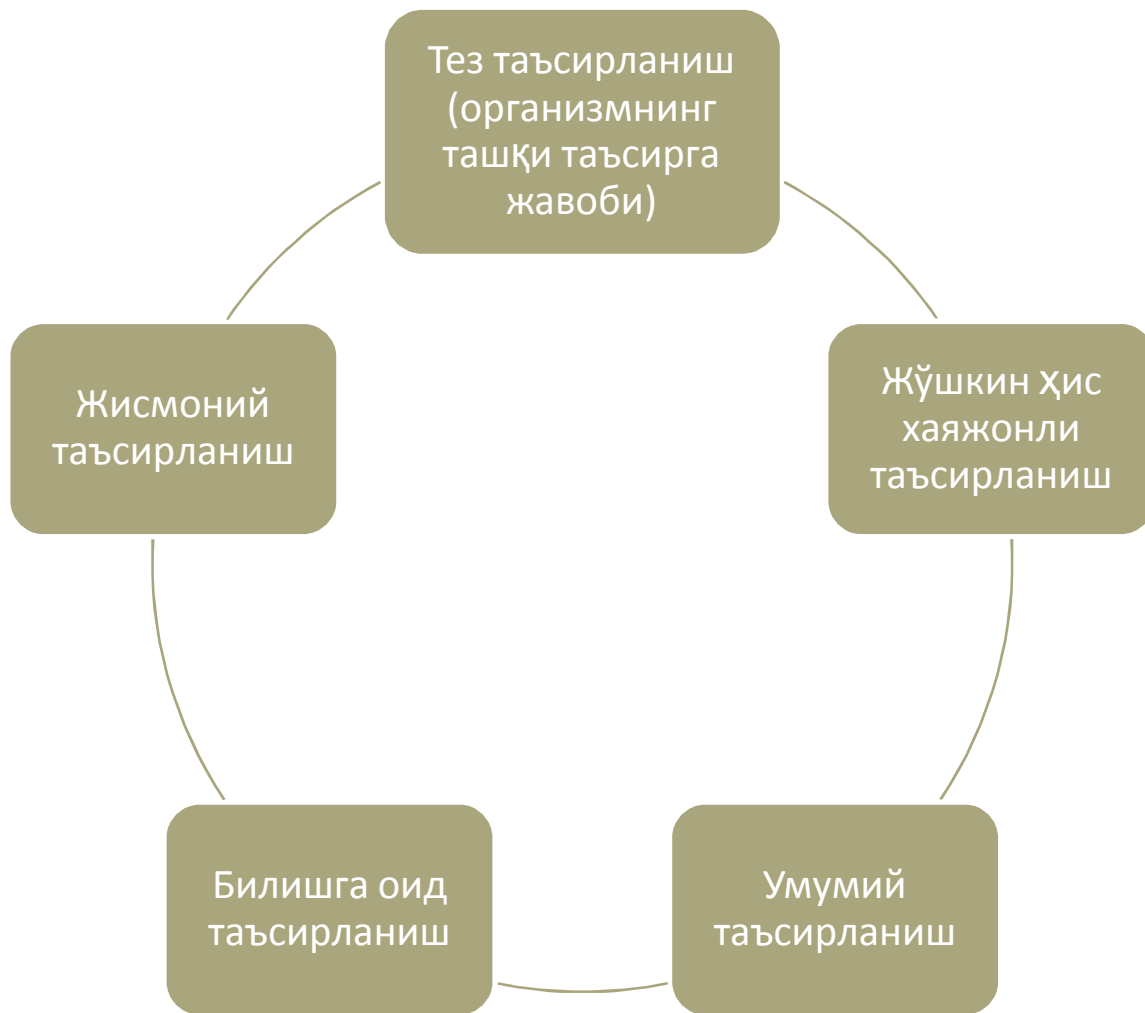 Тез таъсирланиш
(организмнинг
ташқи таъсирга
жавоби)
Жўшкин ҳис
хаяжонли
таъсирланиш
Умумий
таъсирланиш
Билишга оид
таъсирланиш
Жисмоний
таъсирланиш